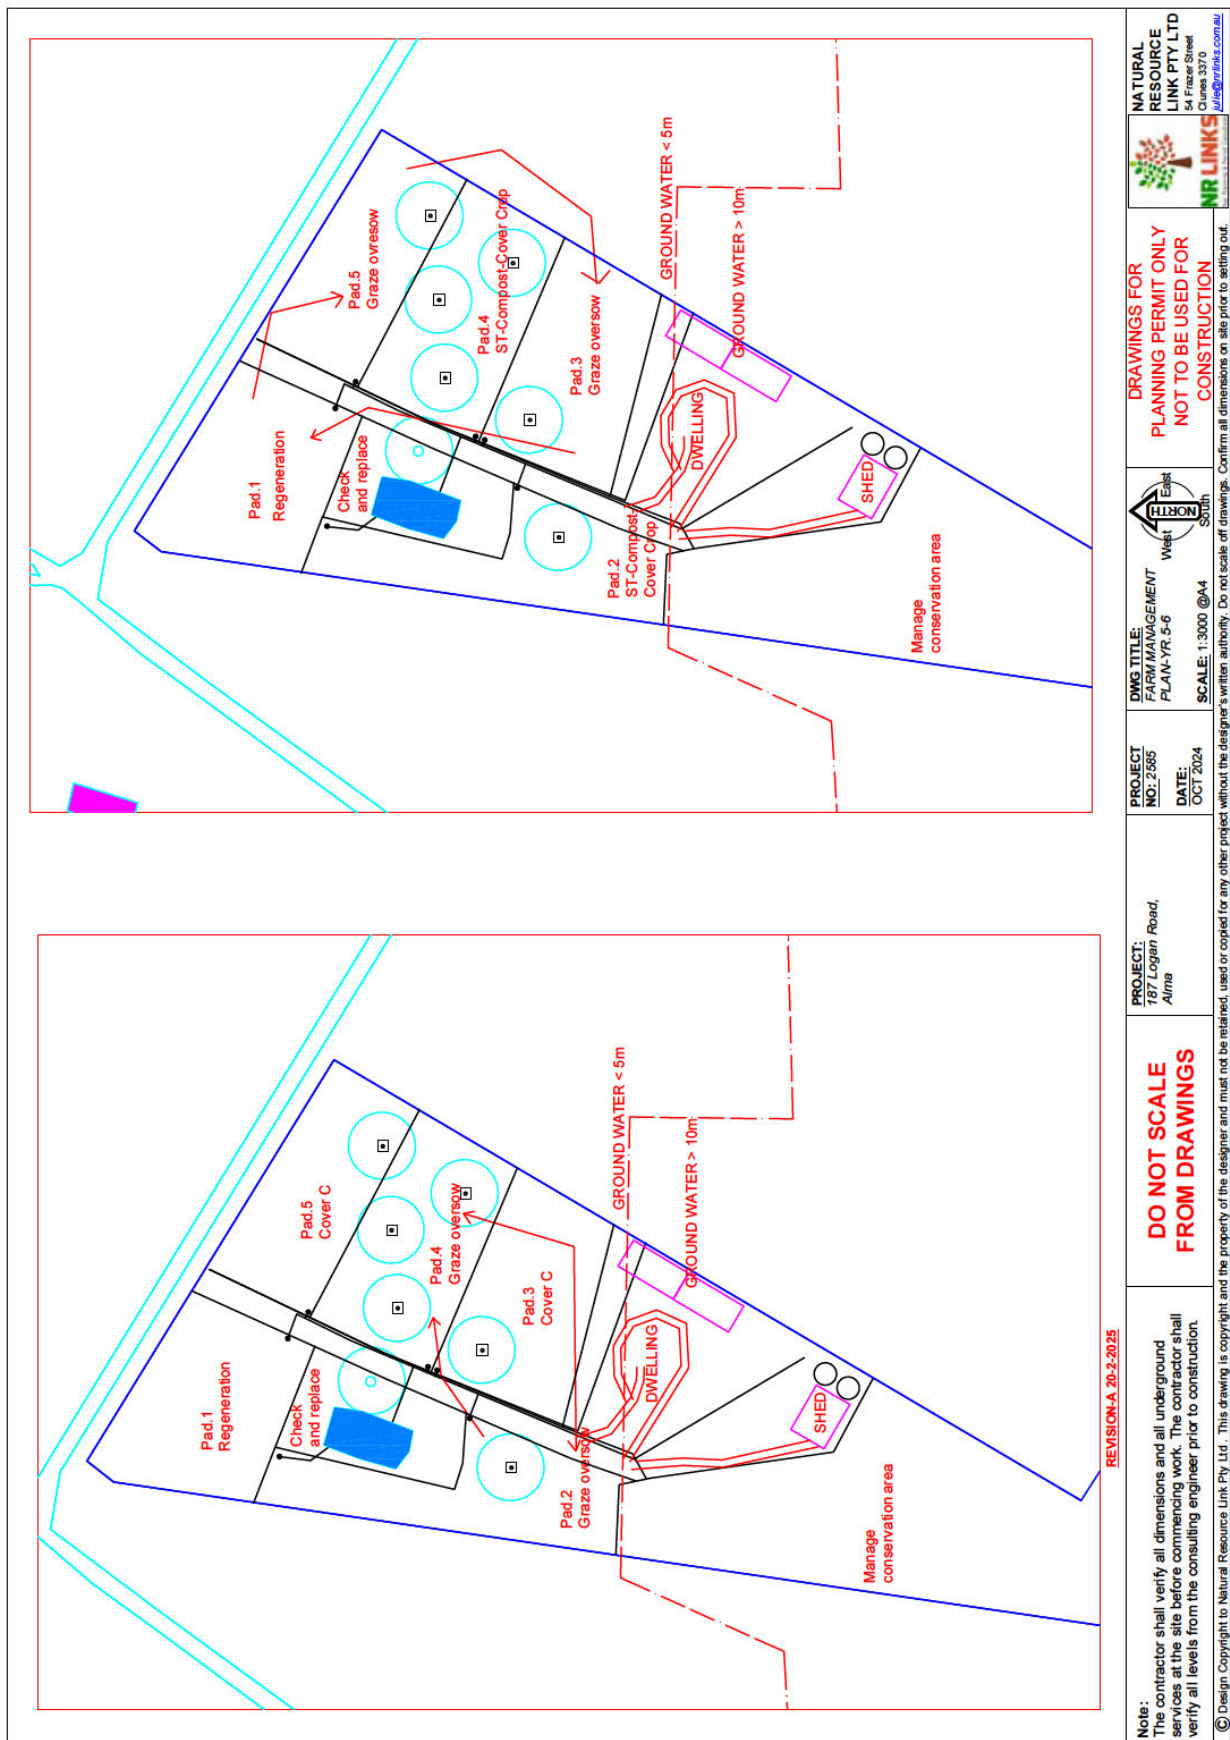 Pad.1
Regeneration
Check
and replace
Pad.5
Cover C
Pad.4
Graze oversow
Pad.3
Cover C
Pad.2
Graze oversow
GROUND WATER < 5m
GROUND WATER > 10m
DWELLING
SHED
Manage
conservation area
REVISION-A 20-2-2025
Pad.1
Regeneration
Check
and replace
Pad.5
Graze ovresow
Pad.4
ST-Compost-Cover Crop
Pad.3
Graze oversow
Pad.2
ST-Compost-
Cover Crop
GROUND WATER < 5m
GROUND WATER > 10m
DWELLING
SHED
Manage
conservation area
Note:
The contractor shall verify all dimensions and all underground
services at the site before commencing work. The contractor shall
verify all levels from the consulting engineer prior to construction.
DO NOT SCALE
FROM DRAWINGS
PROJECT:
187 Logan Road,
Alma
PROJECT
NO: 2585
DATE:
OCT 2024
DWG TITLE:
FARM MANAGEMENT
PLAN-YR. 5-6
SCALE: 1:3000 @A4
West
NORTH
East
South
DRAWINGS FOR
PLANNING PERMIT ONLY
NOT TO BE USED FOR
CONSTRUCTION
NR LINKS
NATURAL
RESOURCE
LINK PTY LTD
54 Frazer Street
Clunes 3370
julie@nrlinks.com.au
© Design Copyright to Natural Resource Link Pty Ltd. This drawing is copyright and the property of the designer and must not be retained, used or copied for any other project without the designer's written authority. Do not scale off drawings. Confirm all dimensions on site prior to setting out.